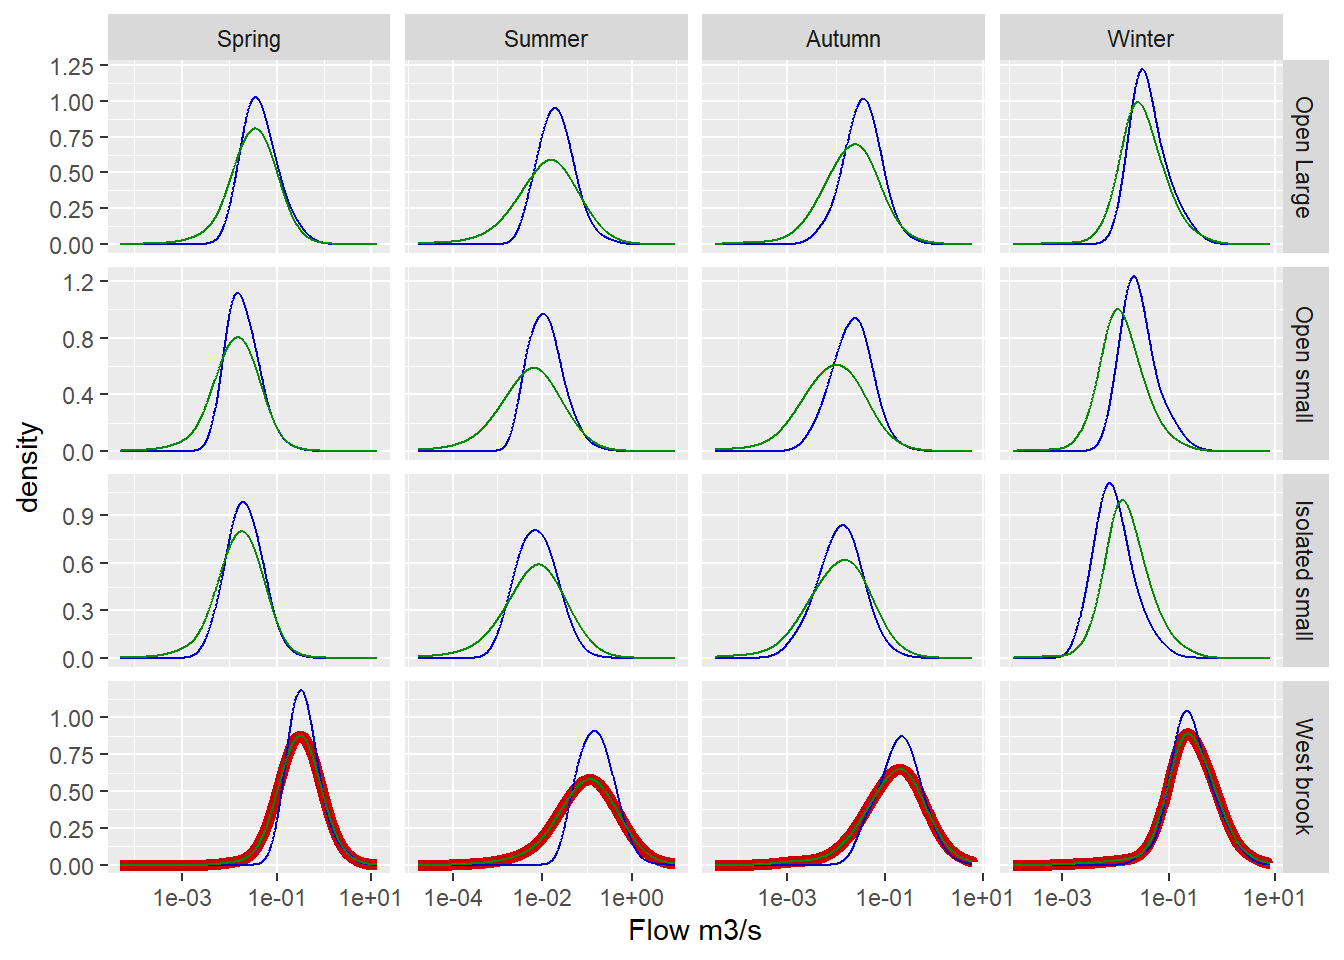 Spring Summer Autumn Winter
1.25
1.00
0.75
0.50
0.25
0.00
Open Large
1.2
0.8
0.4
0.0
Open small
0.9
0.6
0.3
0.0
Isolated small
1.00
0.75
0.50
0.25
0.00
West brook
density
1e-03 1e-01 1e+01 1e-04 1e-02 1e+00 1e-03 1e-01 1e+01 1e-03 1e-01 1e+01
Flow m3/s